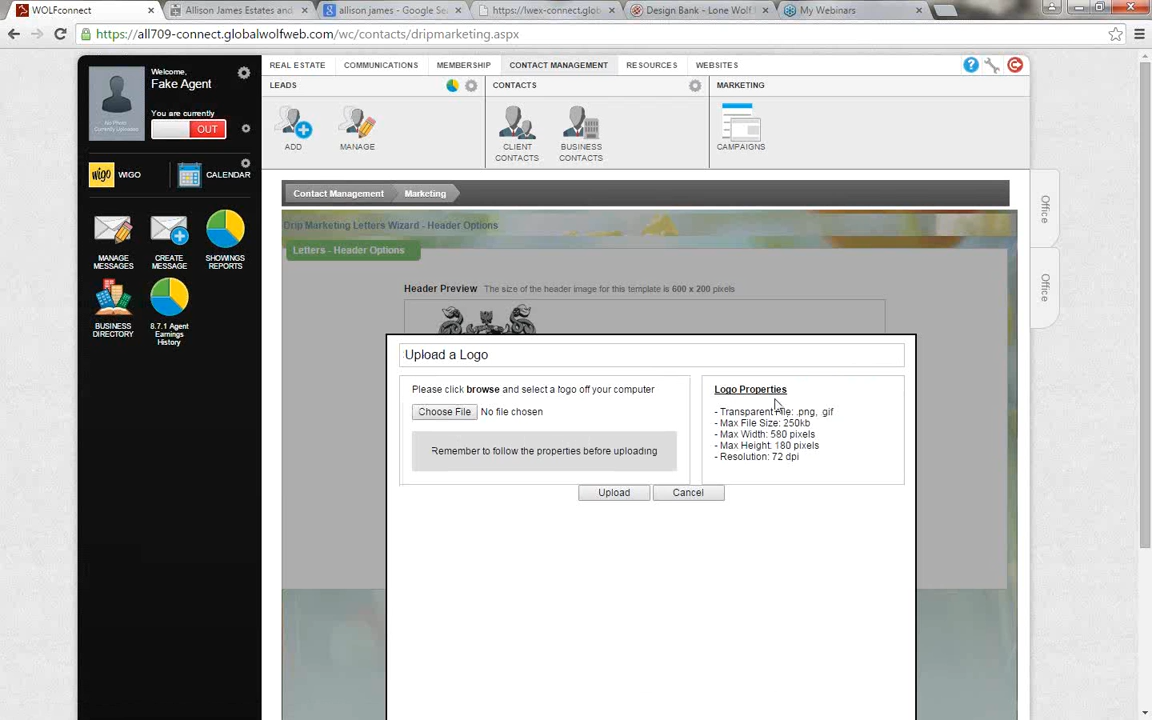 WOLFconnect
Allison James Estates and
allison james - Google Se
https://lwex-connect.glob
Design Bank - Lone Wolf
My Webinars
https://all709-connect.globalwolfweb.com/wc/contacts/dripmarketing.aspx
Welcome,
Fake Agent
No Photo
Currently Uploaded
You are currently
OUT
WIGO
WIGO
CALENDAR
MANAGE
MESSAGES
CREATE
MESSAGE
SHOWINGS
REPORTS
BUSINESS
DIRECTORY
8.7.1 Agent
Earnings
History
REAL ESTATE
COMMUNICATIONS
MEMBERSHIP
CONTACT MANAGEMENT
RESOURCES
WEBSITES
LEADS
CONTACTS
MARKETING
ADD
MANAGE
CLIENT
CONTACTS
BUSINESS
CONTACTS
CAMPAIGNS
Contact Management
Marketing
Office
Office
Drip Marketing Letters Wizard - Header Options
Letters - Header Options
Header Preview The size of the header image for this template is 600 x 200 pixels
Upload a Logo
Please click browse and select a logo off your computer
Choose File No file chosen
Remember to follow the properties before uploading
Logo Properties
- Transparent File: .png, .gif
- Max File Size: 250kb
- Max Width: 580 pixels
- Max Height: 180 pixels
- Resolution: 72 dpi
Upload
Cancel